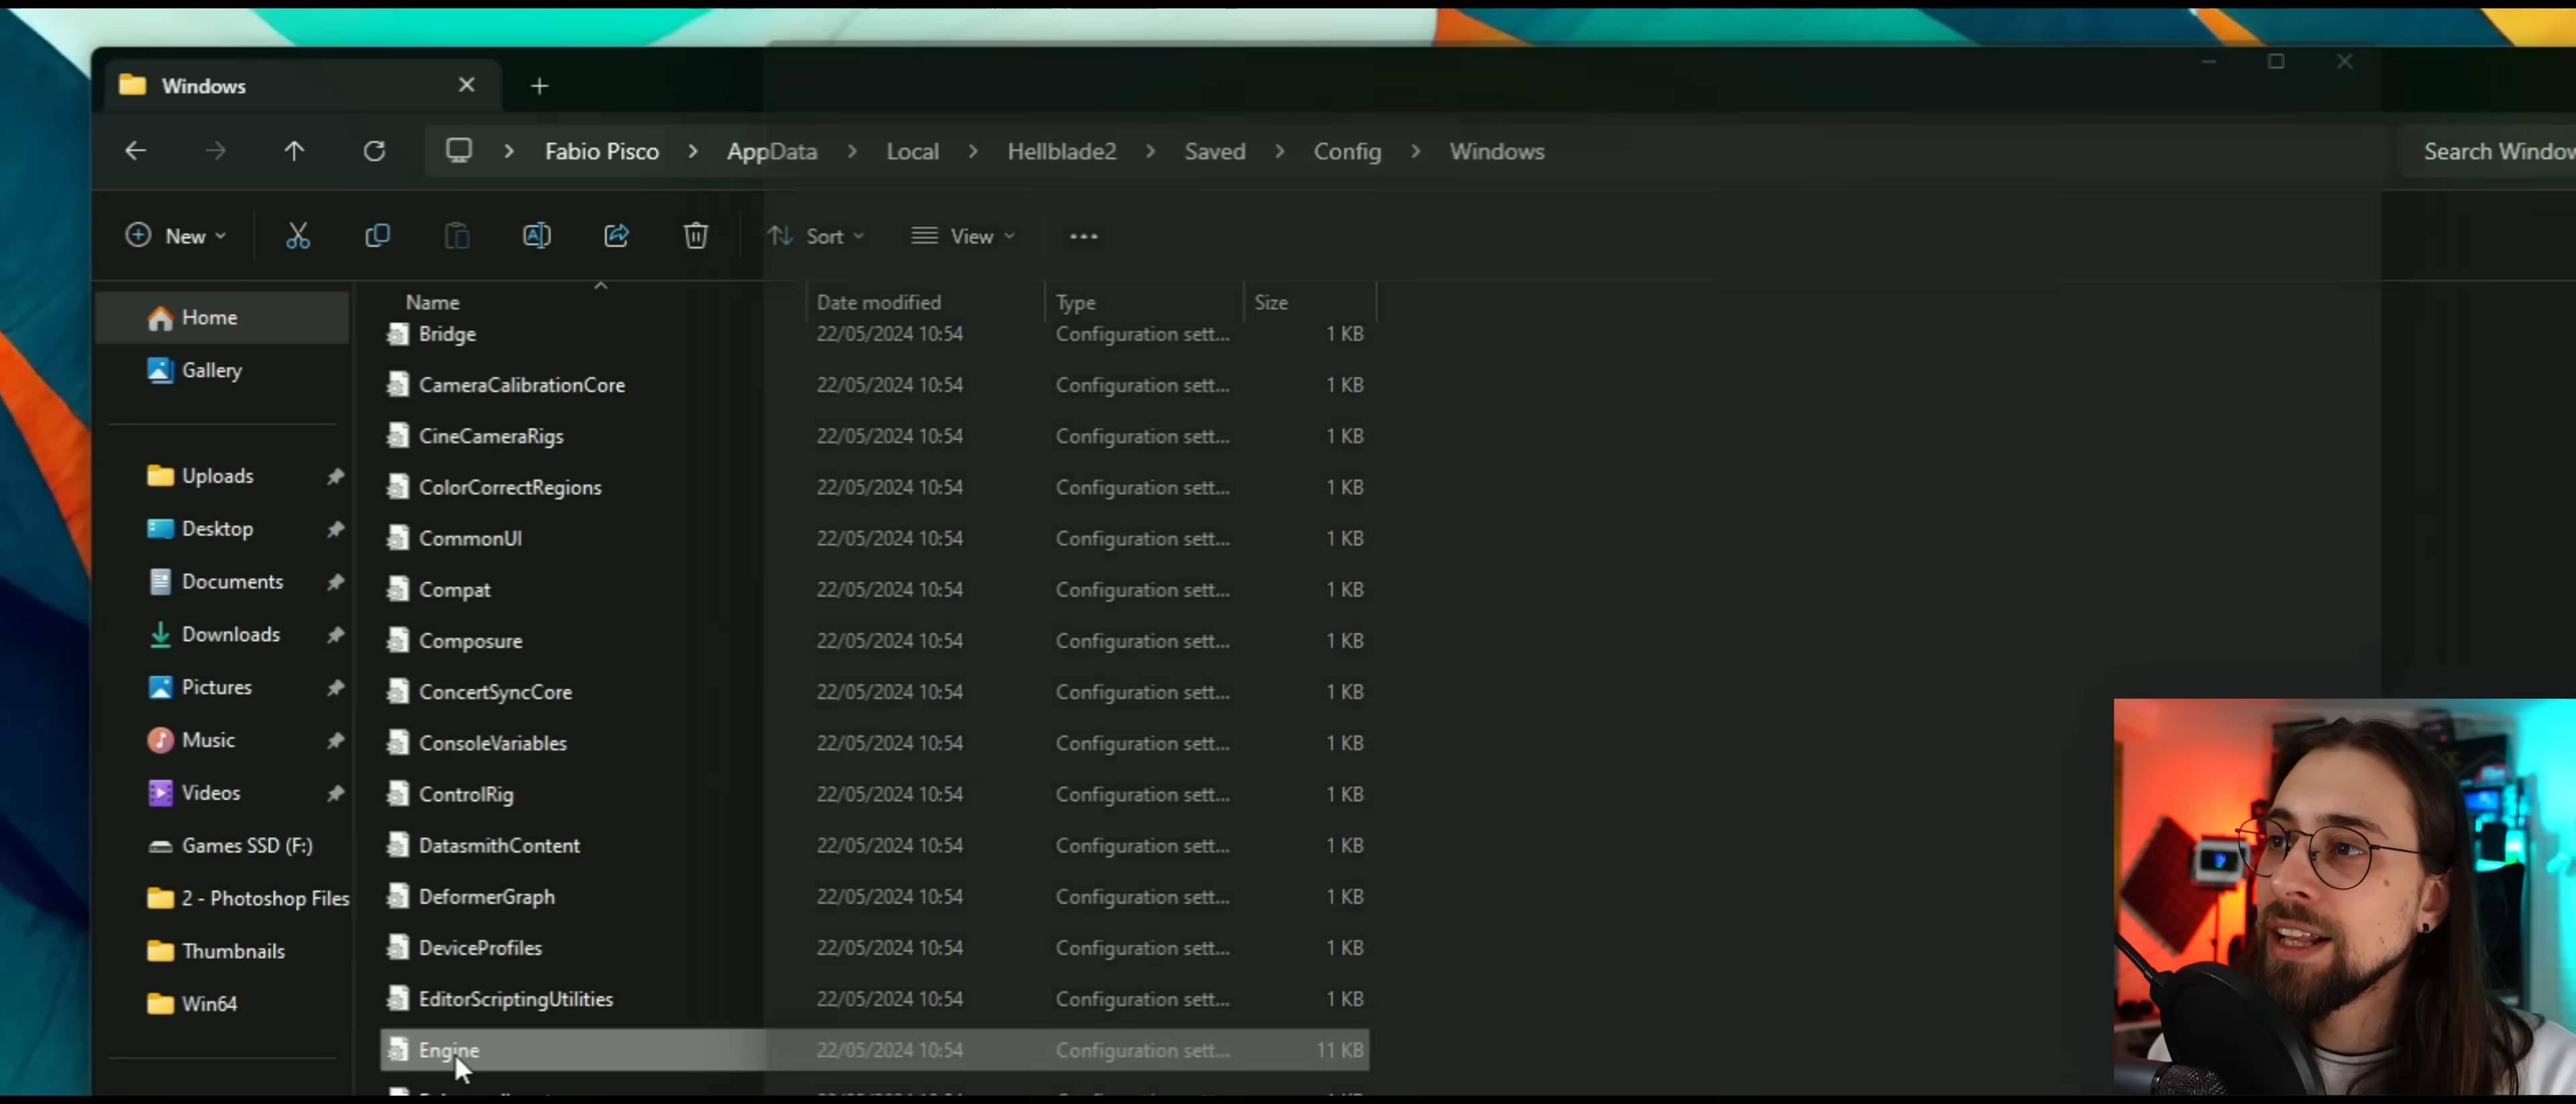 Windows
Fabio Pisco > AppData > Local > Hellblade2 > Saved > Config > Windows
Search Window
New
Sort
View
Name Date modified Type Size
Home
Gallery
Uploads
Desktop
Documents
Downloads
Pictures
Music
Videos
Games SSD (F:)
2 - Photoshop Files
Thumbnails
Win64
Bridge 22/05/2024 10:54 Configuration sett... 1 KB
CameraCalibrationCore 22/05/2024 10:54 Configuration sett... 1 KB
CineCameraRigs 22/05/2024 10:54 Configuration sett... 1 KB
ColorCorrectRegions 22/05/2024 10:54 Configuration sett... 1 KB
CommonUI 22/05/2024 10:54 Configuration sett... 1 KB
Compat 22/05/2024 10:54 Configuration sett... 1 KB
Composure 22/05/2024 10:54 Configuration sett... 1 KB
ConcertSyncCore 22/05/2024 10:54 Configuration sett... 1 KB
ConsoleVariables 22/05/2024 10:54 Configuration sett... 1 KB
ControlRig 22/05/2024 10:54 Configuration sett... 1 KB
DatasmithContent 22/05/2024 10:54 Configuration sett... 1 KB
DeformerGraph 22/05/2024 10:54 Configuration sett... 1 KB
DeviceProfiles 22/05/2024 10:54 Configuration sett... 1 KB
EditorScriptingUtilities 22/05/2024 10:54 Configuration sett... 1 KB
Engine 22/05/2024 10:54 Configuration sett... 11 KB